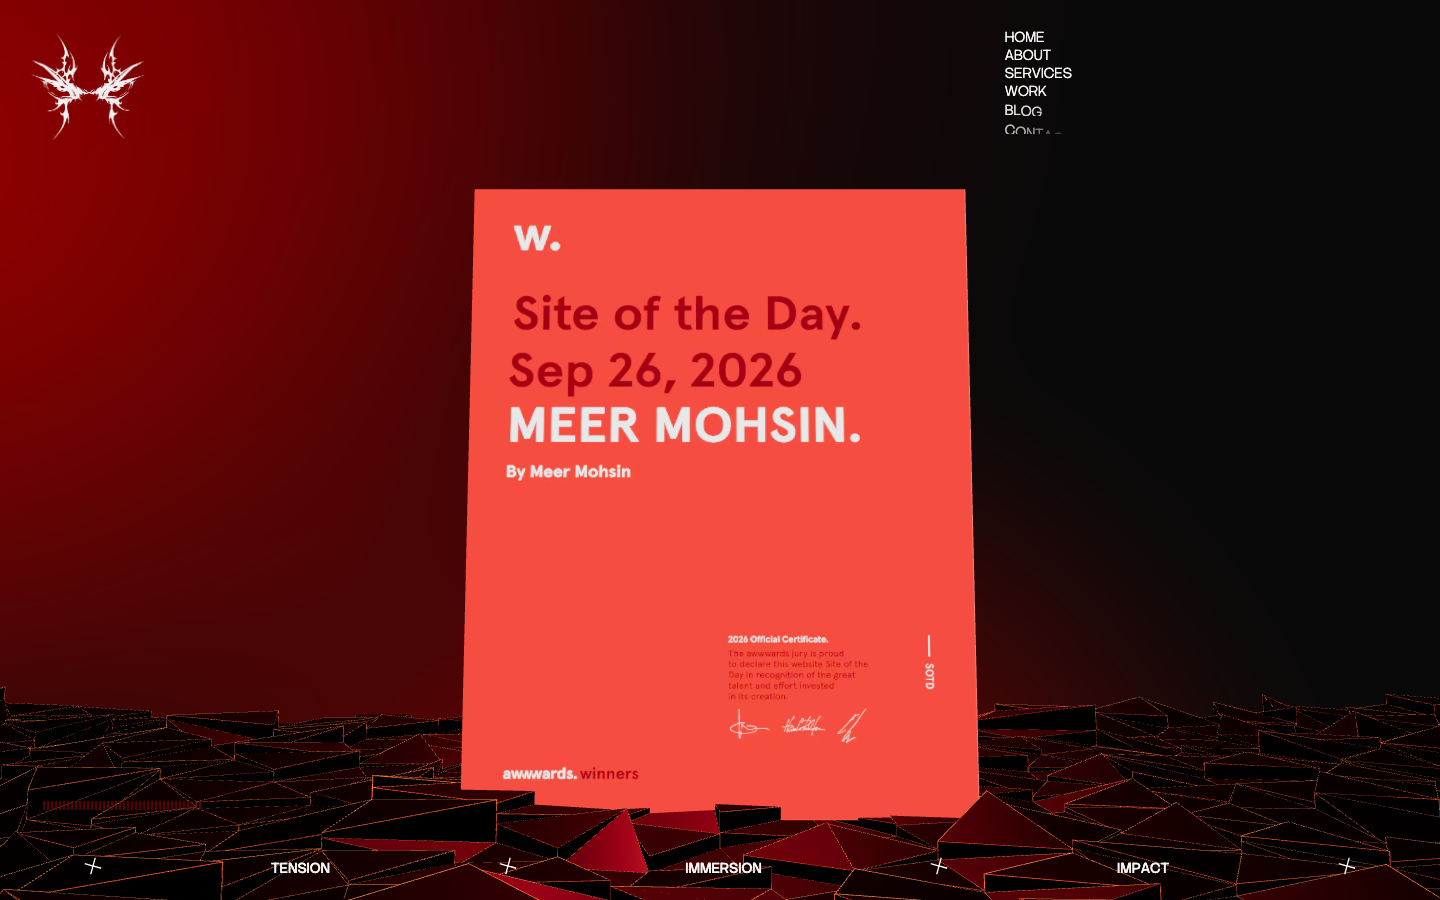 HOME
ABOUT
SERVICES
WORK
BLOG
w.
Site of the Day.
Sep 26, 2026
MEER MOHSIN.
By Meer Mohsin
2026 Official Certificate.
The awwwards jury is proud
to declare this website Site of the
Day in recognition of the great
talent and effort invested
in its creation.
SOTD
awwwards. winners
TENSION
IMMERSION
IMPACT